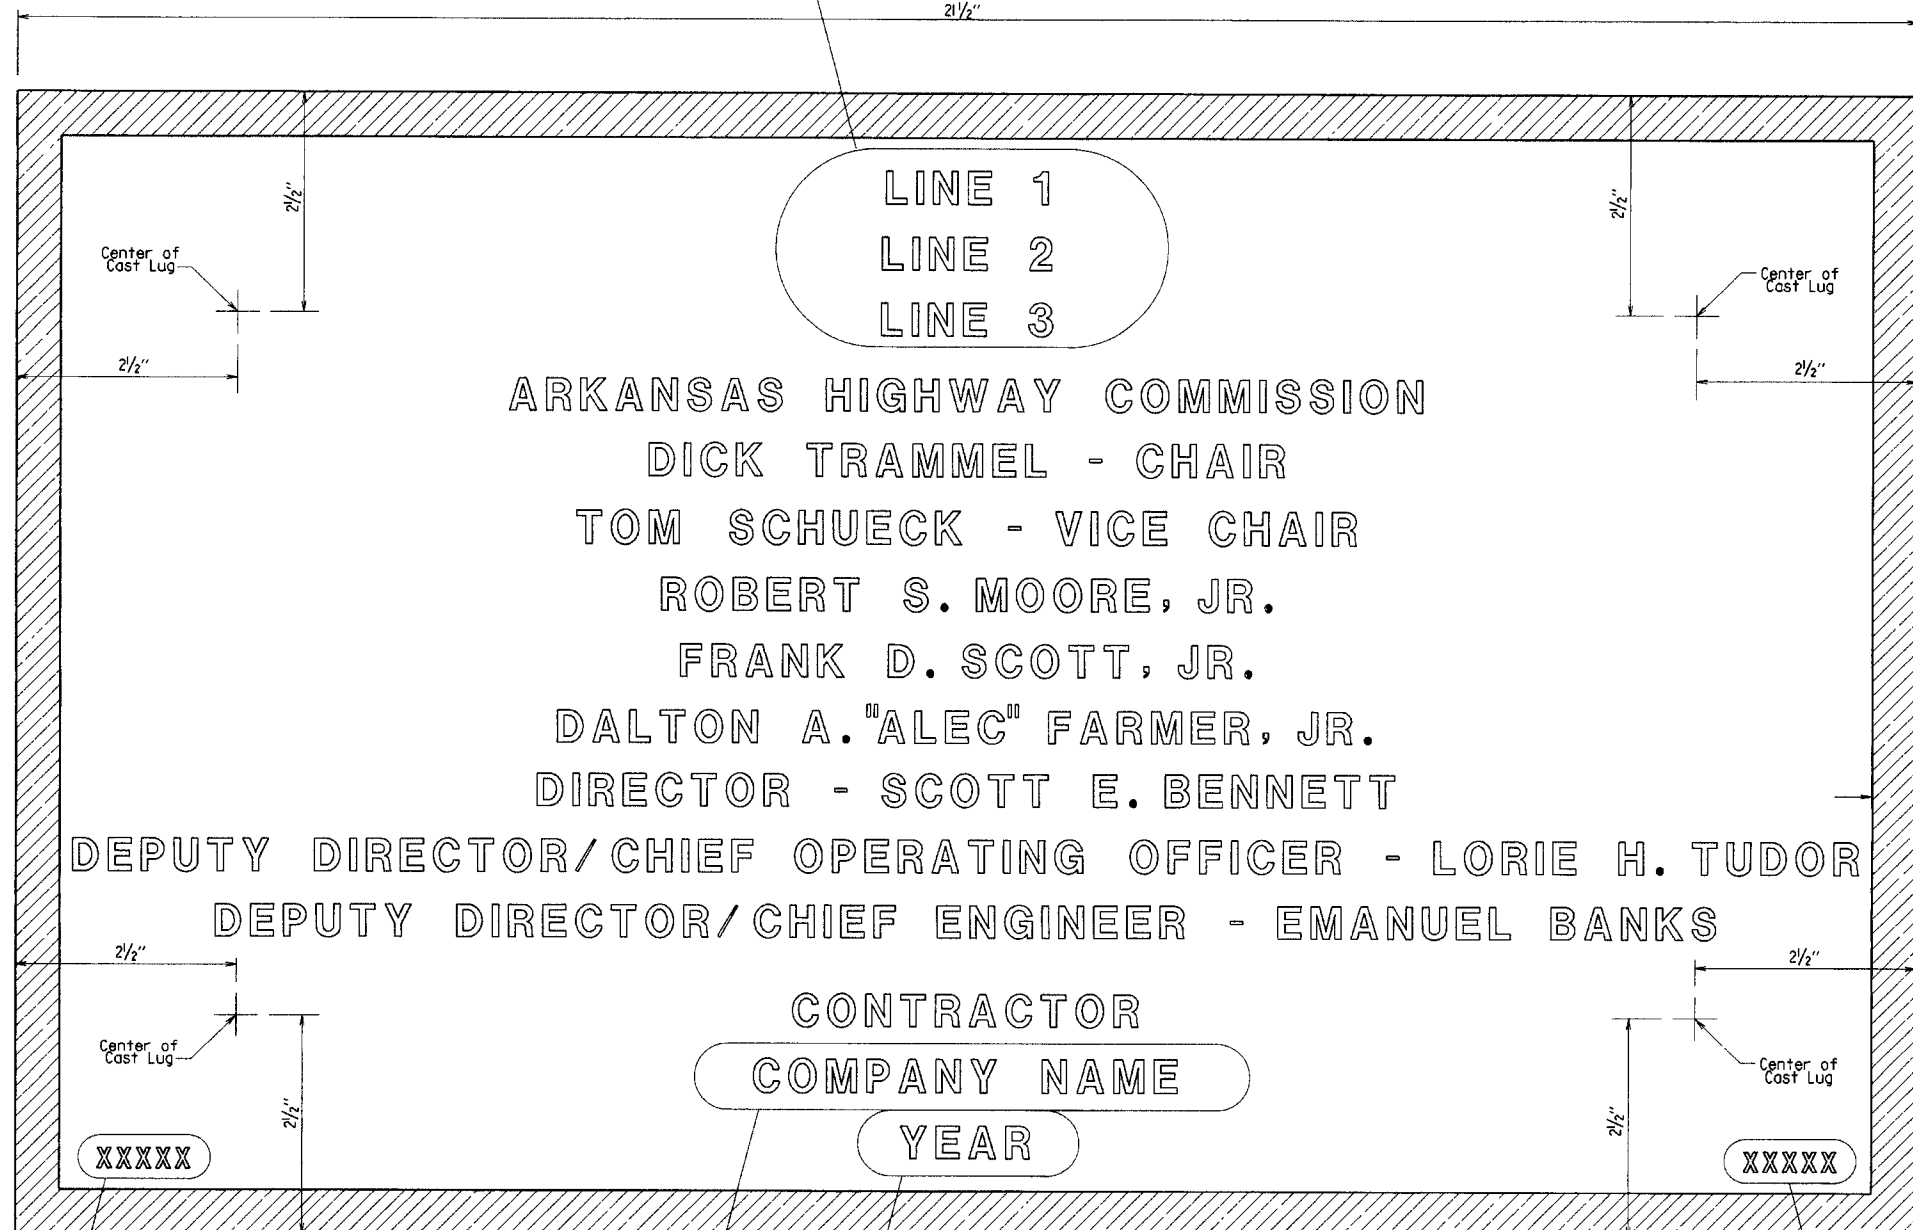 21½"
LINE 1
LINE 2
LINE 3
2½"
2½"
Center of
Cast Lug
Center of
Cast Lug
2½"
2½"
ARKANSAS HIGHWAY COMMISSION
DICK TRAMMEL - CHAIR
TOM SCHUECK - VICE CHAIR
ROBERT S. MOORE, JR.
FRANK D. SCOTT, JR.
DALTON A. "ALEC" FARMER, JR.
DIRECTOR - SCOTT E. BENNETT
DEPUTY DIRECTOR/CHIEF OPERATING OFFICER - LORIE H. TUDOR
DEPUTY DIRECTOR/CHIEF ENGINEER - EMANUEL BANKS
2½"
2½"
CONTRACTOR
Center of
Cast Lug
COMPANY NAME
Center of
Cast Lug
2½"
2½"
YEAR
XXXXX
XXXXX